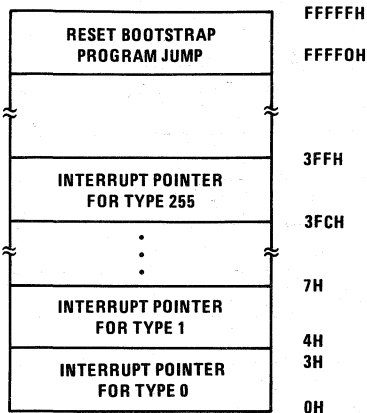 FFFFFH
RESET BOOTSTRAP
PROGRAM JUMP
FFFF0H
3FFH
INTERRUPT POINTER
FOR TYPE 255
3FCH
7H
INTERRUPT POINTER
FOR TYPE 1
4H
3H
INTERRUPT POINTER
FOR TYPE 0
0H